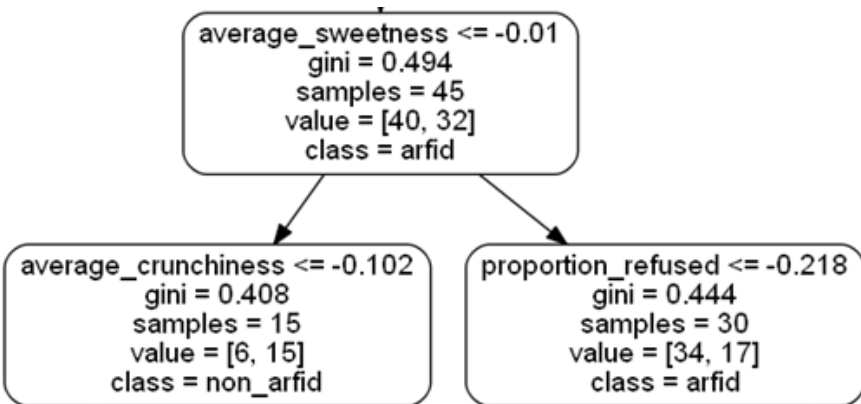 average_sweetness <= -0.01
gini = 0.494
samples = 45
value = [40, 32]
class = arfid
average_crunchiness <= -0.102
gini = 0.408
samples = 15
value = [6, 15]
class = non_arfid
proportion_refused <= -0.218
gini = 0.444
samples = 30
value = [34, 17]
class = arfid